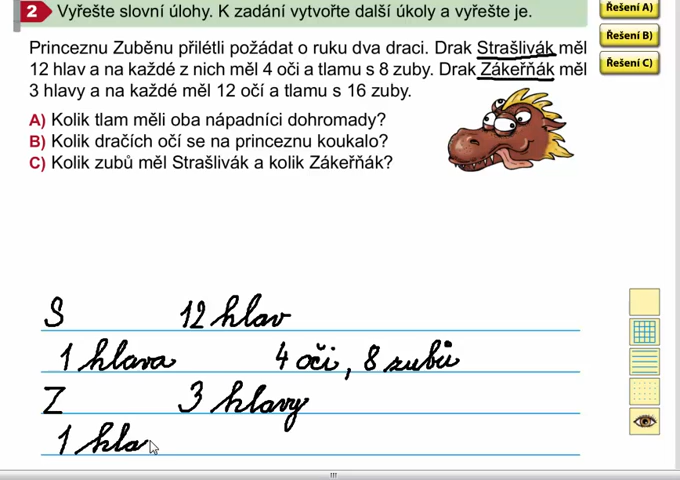 2 Vyřešte slovní úlohy. K zadání vytvořte další úkoly a vyřešte je.
Řešení A)
Řešení B)
Řešení C)
Princeznu Zuběnu přilétli požádat o ruku dva draci. Drak Strašlivák měl
12 hlav a na každé z nich měl 4 oči a tlamu s 8 zuby. Drak Zákeřňák měl
3 hlavy a na každé měl 12 očí a tlamu s 16 zuby.
A) Kolik tlam měli oba nápadníci dohromady?
B) Kolik dračích očí se na princeznu koukalo?
C) Kolik zubů měl Strašlivák a kolik Zákeřňák?
S 12 hlav
1 hlava 4 oči, 8 zubů
Z 3 hlavy
1 hla